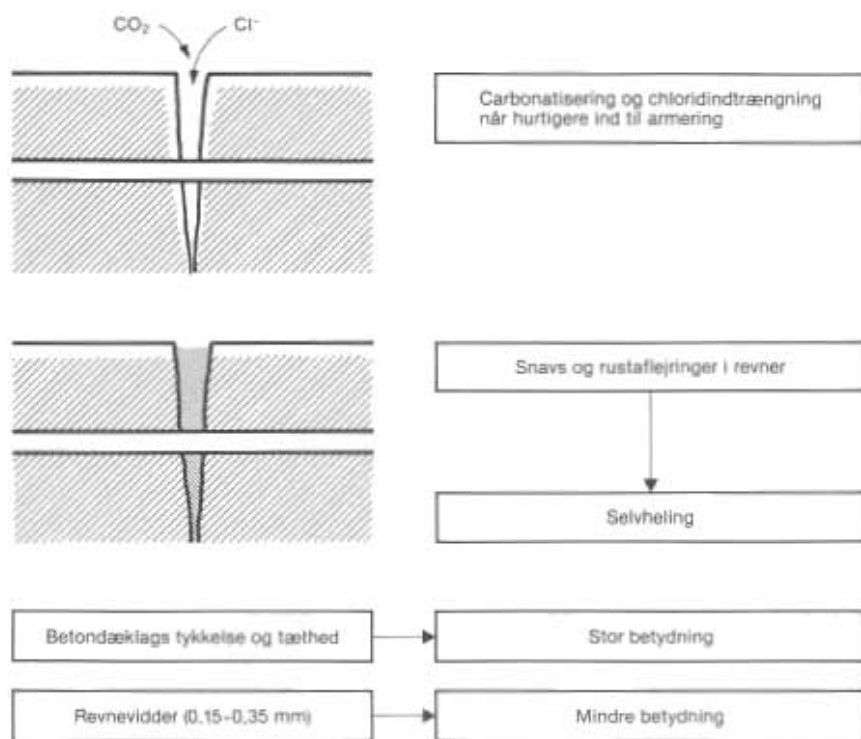 CO₂ Cl⁻
Carbonatisering og chloridindtrængning
når hurtigere ind til armering
Snavs og rustaflejringer i revner
Selvheling
Betondæklags tykkelse og tæthed
Stor betydning
Revnevidder (0,15–0,35 mm)
Mindre betydning